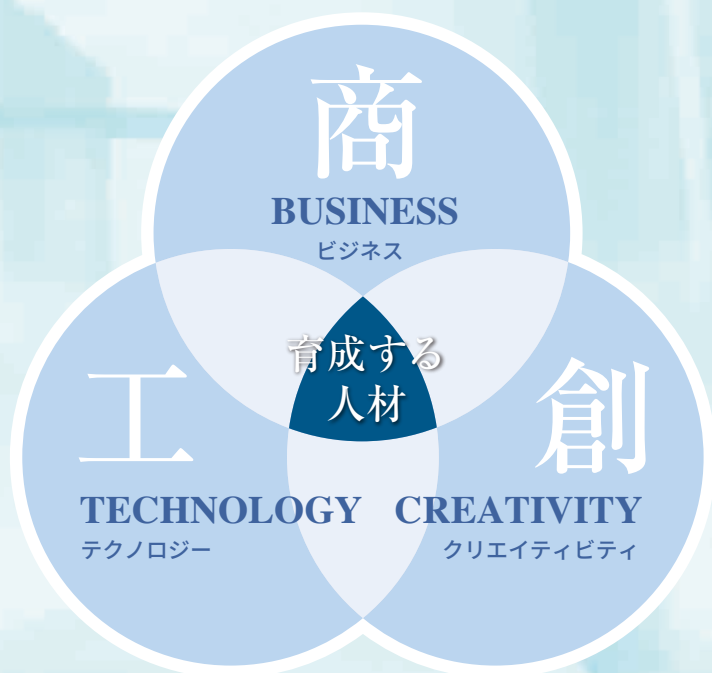 商
BUSINESS
ビジネス
育成する
人材
工
TECHNOLOGY
テクノロジー
創
CREATIVITY
クリエイティビティ